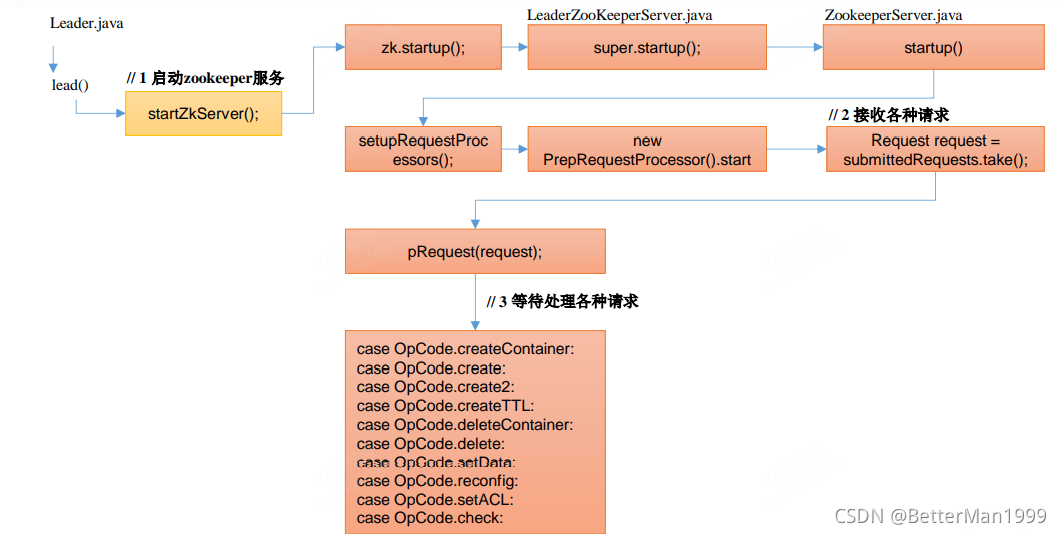 Leader.java
LeaderZooKeeperServer.java
ZookeeperServer.java
zk.startup();
super.startup();
startup()
lead()
// 1 启动zookeeper服务
startZkServer();
// 2 接收各种请求
setupRequestProc
essors();
new
PrepRequestProcessor().start
Request request =
submittedRequests.take();
pRequest(request);
// 3 等待处理各种请求
case OpCode.createContainer:
case OpCode.create:
case OpCode.create2:
case OpCode.createTTL:
case OpCode.deleteContainer:
case OpCode.delete:
case OpCode.setData:
case OpCode.reconfig:
case OpCode.setACL:
case OpCode.check:
CSDN @BetterMan1999